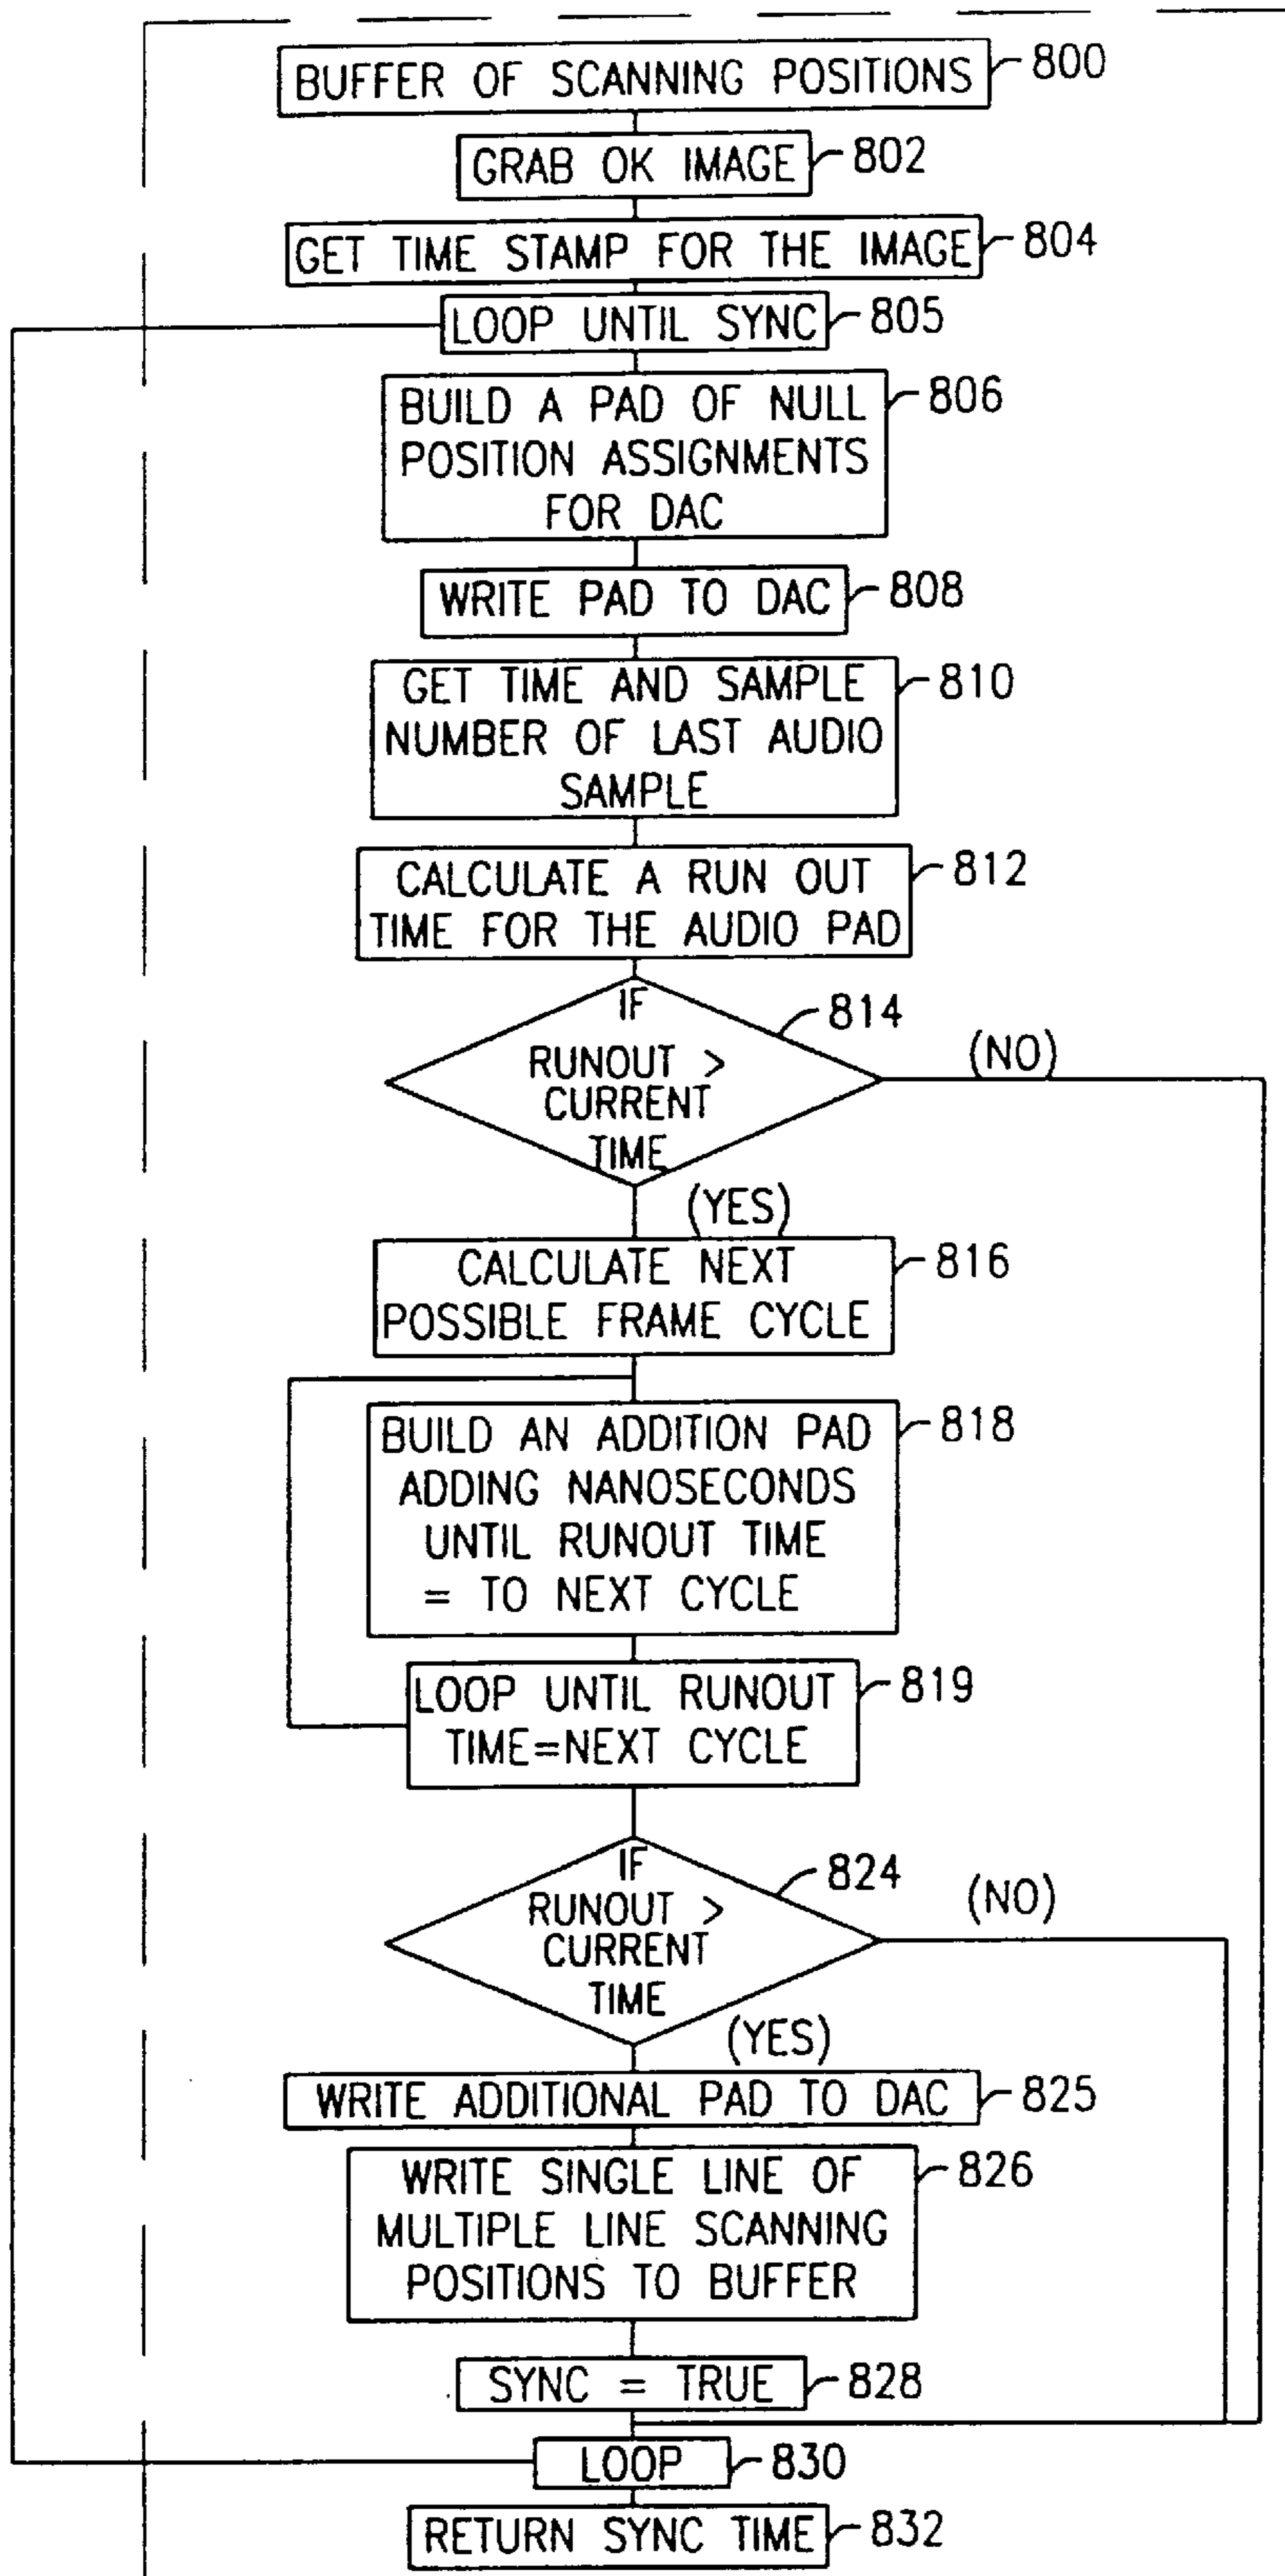 BUFFER OF SCANNING POSITIONS 800
GRAB OK IMAGE 802
GET TIME STAMP FOR THE IMAGE 804
LOOP UNTIL SYNC 805
BUILD A PAD OF NULL 806
POSITION ASSIGNMENTS
FOR DAC
WRITE PAD TO DAC 808
GET TIME AND SAMPLE 810
NUMBER OF LAST AUDIO
SAMPLE
CALCULATE A RUN OUT 812
TIME FOR THE AUDIO PAD
IF 814
RUNOUT > (NO)
CURRENT
TIME
(YES)
CALCULATE NEXT 816
POSSIBLE FRAME CYCLE
BUILD AN ADDITION PAD 818
ADDING NANOSECONDS
UNTIL RUNOUT TIME
= TO NEXT CYCLE
LOOP UNTIL RUNOUT 819
TIME=NEXT CYCLE
IF 824
RUNOUT > (NO)
CURRENT
TIME
(YES)
WRITE ADDITIONAL PAD TO DAC 825
WRITE SINGLE LINE OF 826
MULTIPLE LINE SCANNING
POSITIONS TO BUFFER
SYNC = TRUE 828
LOOP 830
RETURN SYNC TIME 832